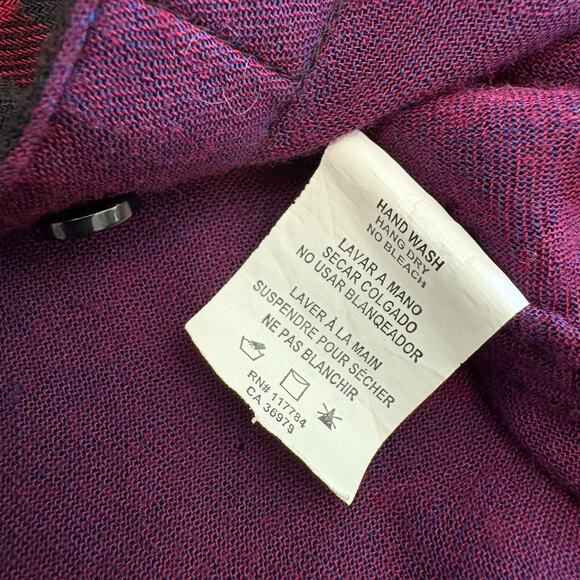 HAND WASH
HANG DRY
NO BLEACH
LAVAR A MANO
SECAR COLGADO
NO USAR BLANQEADOR
LAVER À LA MAIN
SUSPENDRE POUR SÉCHER
NE PAS BLANCHIR
RN# 117784
CA 36979